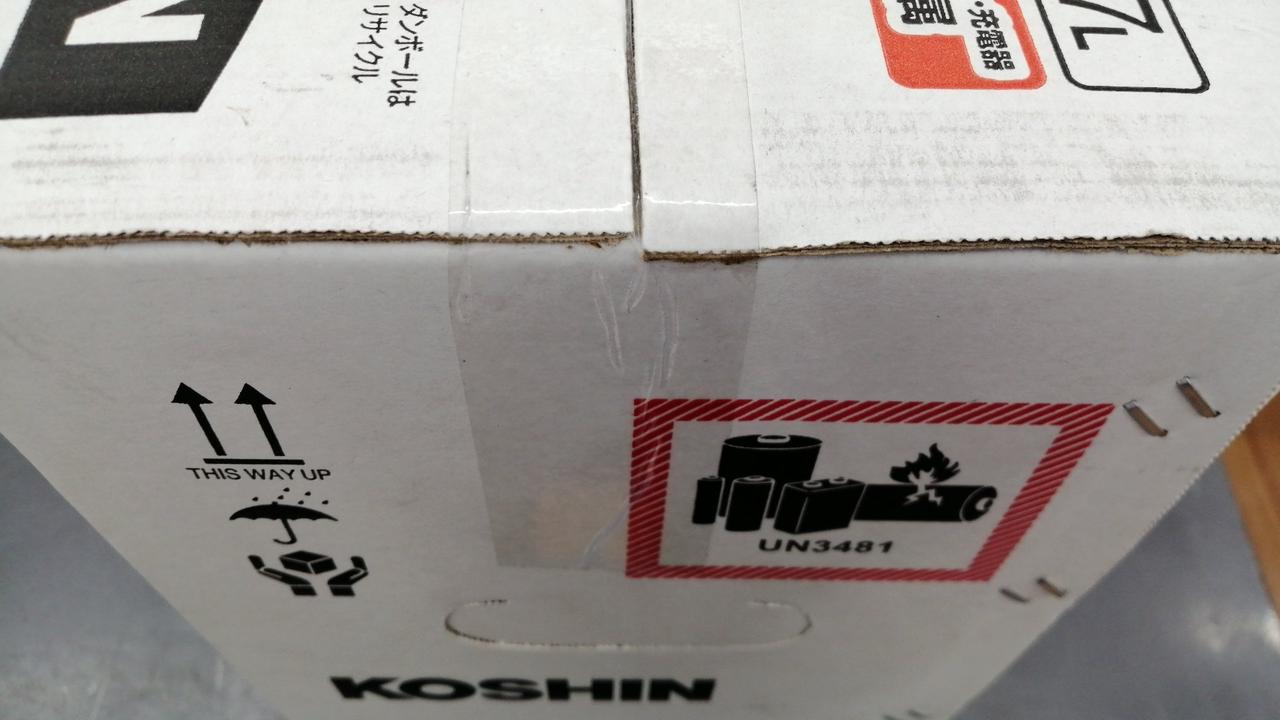 ダンボールは
リサイクル
・充電器
7L
THIS WAY UP
UN3481
KOSHIN